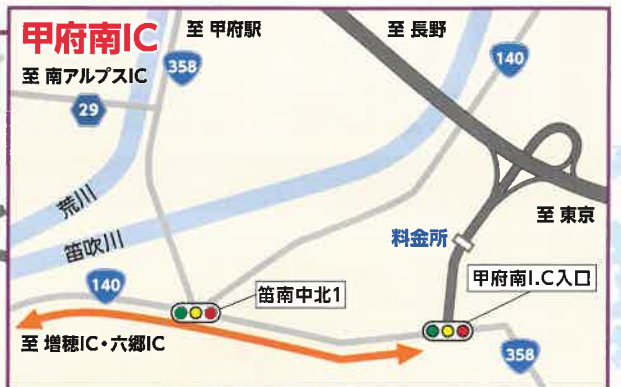 甲府南IC
至 甲府駅
至 長野
至 南アルプスIC
358
140
29
荒川
笛吹川
至 東京
料金所
140
笛南中北1
甲府南I.C入口
至 増穂IC・六郷IC
358